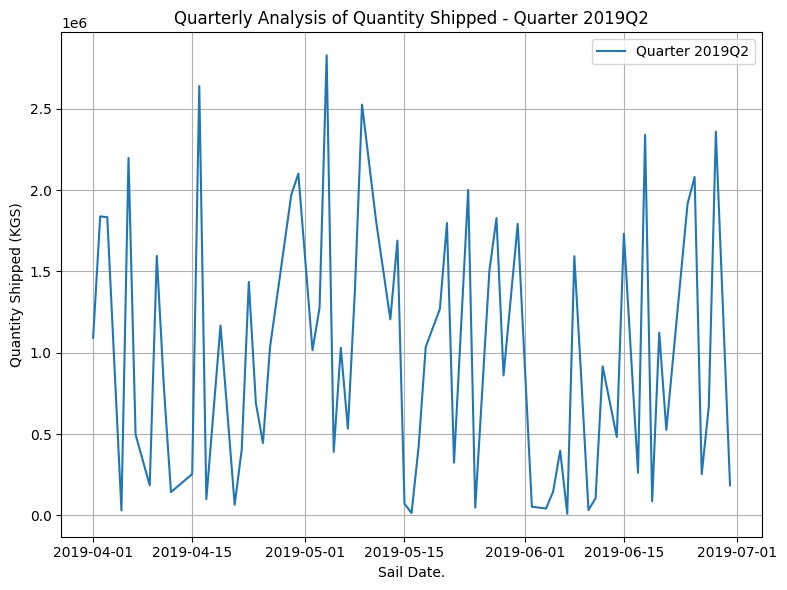 Quarterly Analysis of Quantity Shipped - Quarter 2019Q2
1e6
Quarter 2019Q2
2.5
2.0
1.5
1.0
0.5
0.0
Quantity Shipped (KGS)
2019-04-01 2019-04-15 2019-05-01 2019-05-15 2019-06-01 2019-06-15 2019-07-01
Sail Date.